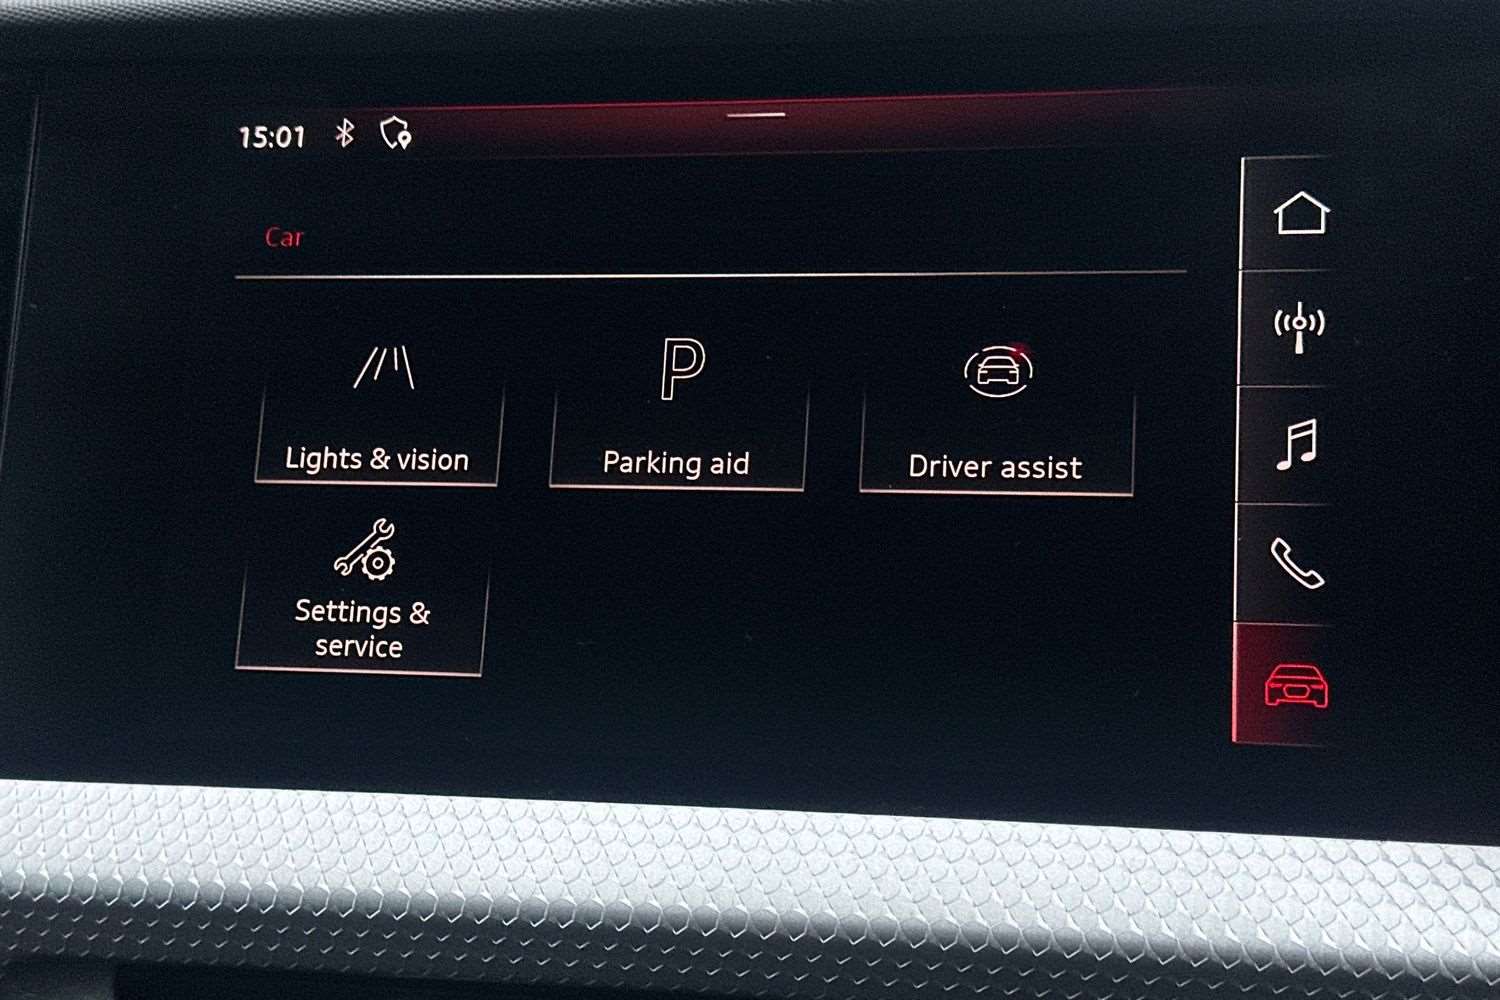 15:01
Car
Lights & vision
Parking aid
Driver assist
Settings &
service